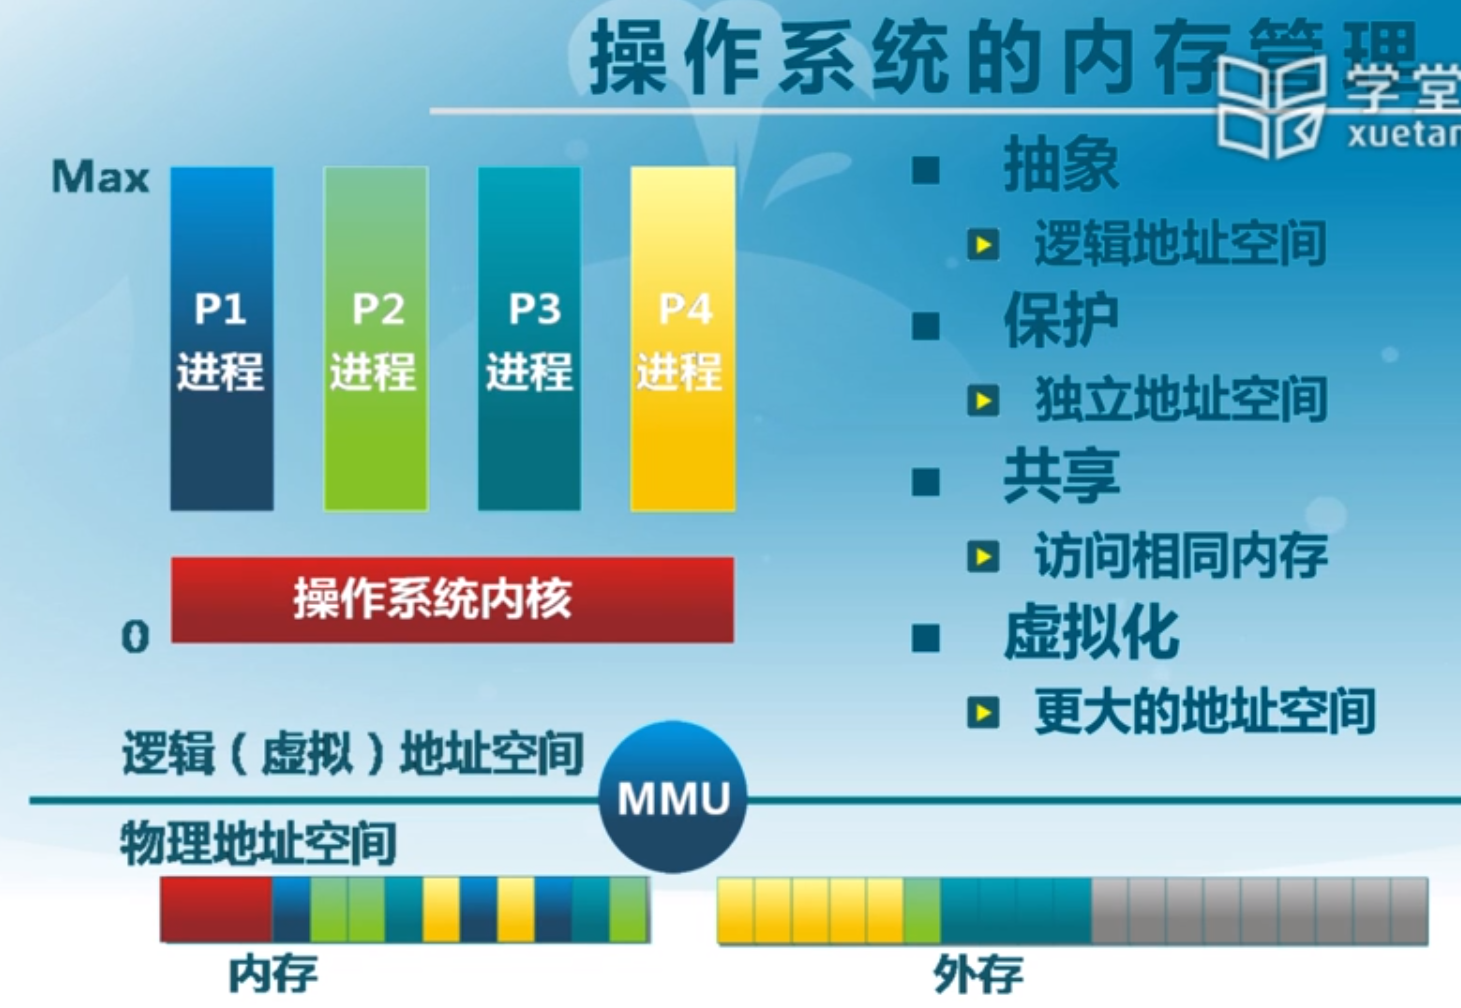 操作系统的内存管理
学堂
xuetan
Max
P1
进程
P2
进程
P3
进程
P4
进程
操作系统内核
0
逻辑（虚拟）地址空间
MMU
物理地址空间
内存
外存
抽象
逻辑地址空间
保护
独立地址空间
共享
访问相同内存
虚拟化
更大的地址空间